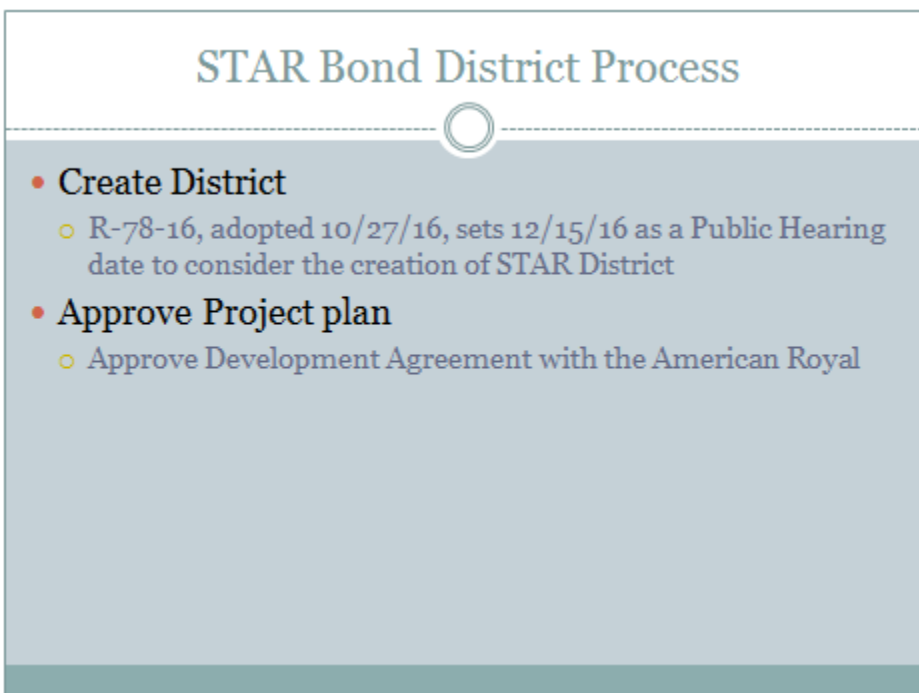 STAR Bond District Process
Create District
R-78-16, adopted 10/27/16, sets 12/15/16 as a Public Hearing
date to consider the creation of STAR District
Approve Project plan
Approve Development Agreement with the American Royal